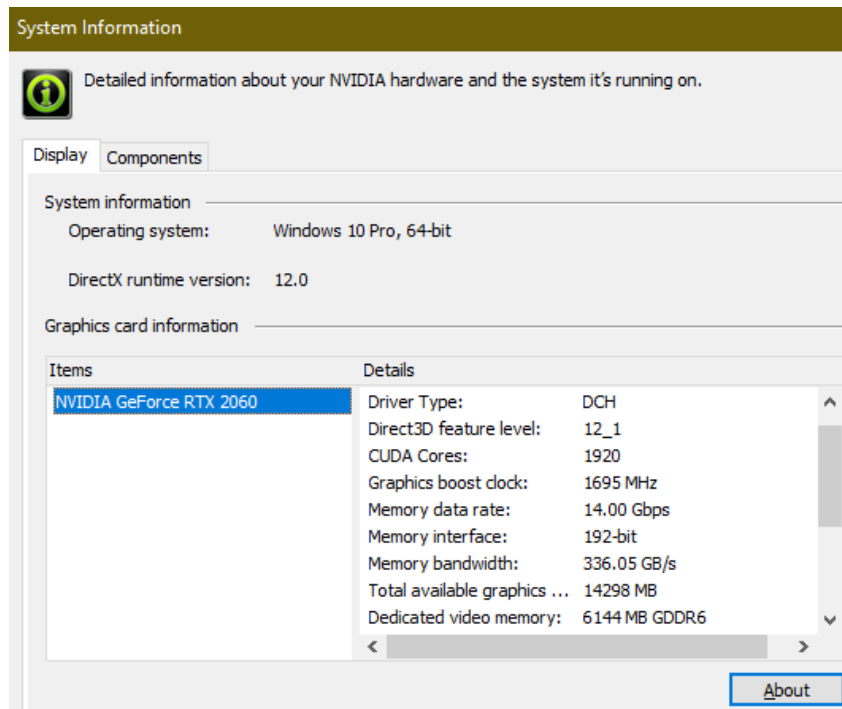 System Information
Detailed information about your NVIDIA hardware and the system it's running on.
Display Components
System information
Operating system: Windows 10 Pro, 64-bit
DirectX runtime version: 12.0
Graphics card information
Items Details
NVIDIA GeForce RTX 2060 Driver Type: DCH
Direct3D feature level: 12_1
CUDA Cores: 1920
Graphics boost clock: 1695 MHz
Memory data rate: 14.00 Gbps
Memory interface: 192-bit
Memory bandwidth: 336.05 GB/s
Total available graphics ... 14298 MB
Dedicated video memory: 6144 MB GDDR6
About